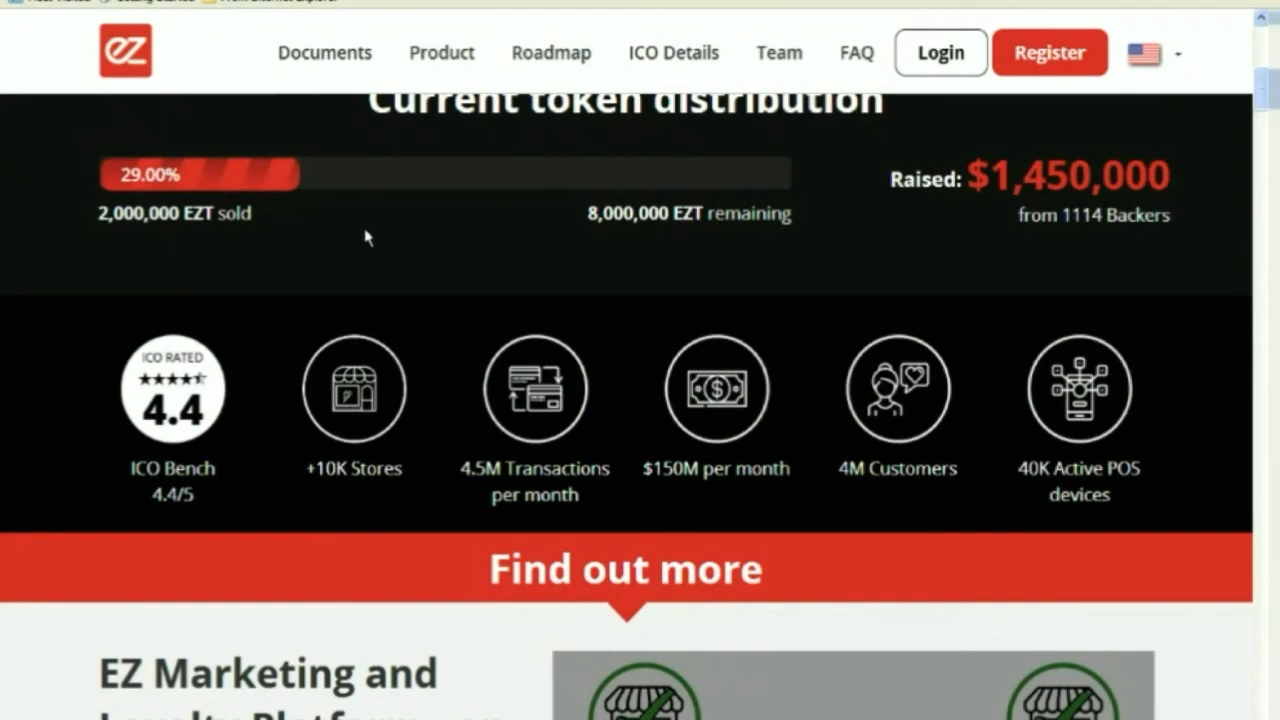 eZ
Documents
Product
Roadmap
ICO Details
Team
FAQ
Login
Register
Current token distribution
29.00%
2,000,000 EZT sold
8,000,000 EZT remaining
Raised: $1,450,000
from 1114 Backers
ICO RATED
4.4
ICO Bench
4.4/5
+10K Stores
4.5M Transactions
per month
$150M per month
4M Customers
40K Active POS
devices
Find out more
EZ Marketing and